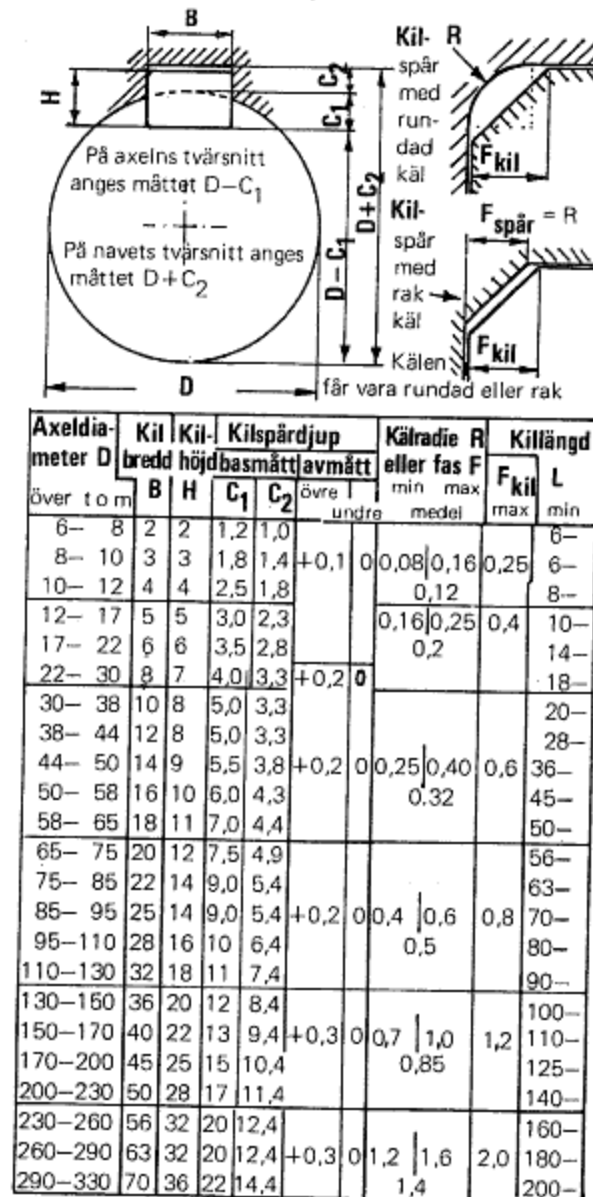 B
H
C2
C1
På axelns tvärsnitt
anges måttet D–C1
På navets tvärsnitt anges
måttet D+C2
D–C1
D+C2
D
Kil- R
spår
med
run-
dad
käl
Fkil
Kil-
spår
med
rak
käl
Fspår = R
Fkil
Kälen
får vara rundad eller rak
Axeldia- Kil Kil- Kilspårdjup Kälradie R Killängd
meter D bredd höjd basmått avmått eller fas F Fkil L
över t o m B H C1 C2 övre undre min max medel max min
6– 8 2 2 1,2 1,0 6–
8– 10 3 3 1,8 1,4 +0,1 0 0,08 0,16 0,25 6–
10– 12 4 4 2,5 1,8 0,12 8–
12– 17 5 5 3,0 2,3 0,16 0,25 0,4 10–
17– 22 6 6 3,5 2,8 0,2 14–
22– 30 8 7 4,0 3,3 +0,2 0 18–
30– 38 10 8 5,0 3,3 20–
38– 44 12 8 5,0 3,3 28–
44– 50 14 9 5,5 3,8 +0,2 0 0,25 0,40 0,6 36–
50– 58 16 10 6,0 4,3 0.32 45–
58– 65 18 11 7,0 4,4 50–
65– 75 20 12 7,5 4,9 56–
75– 85 22 14 9,0 5,4 63–
85– 95 25 14 9,0 5,4 +0,2 0 0,4 0,6 0,8 70–
95–110 28 16 10 6,4 0,5 80–
110–130 32 18 11 7,4 90–
130–150 36 20 12 8,4 100–
150–170 40 22 13 9,4 +0,3 0 0,7 1,0 1,2 110–
170–200 45 25 15 10,4 0,85 125–
200–230 50 28 17 11,4 140–
230–260 56 32 20 12,4 160–
260–290 63 32 20 12,4 +0,3 0 1,2 1,6 2,0 180–
290–330 70 36 22 14,4 1,4 200–